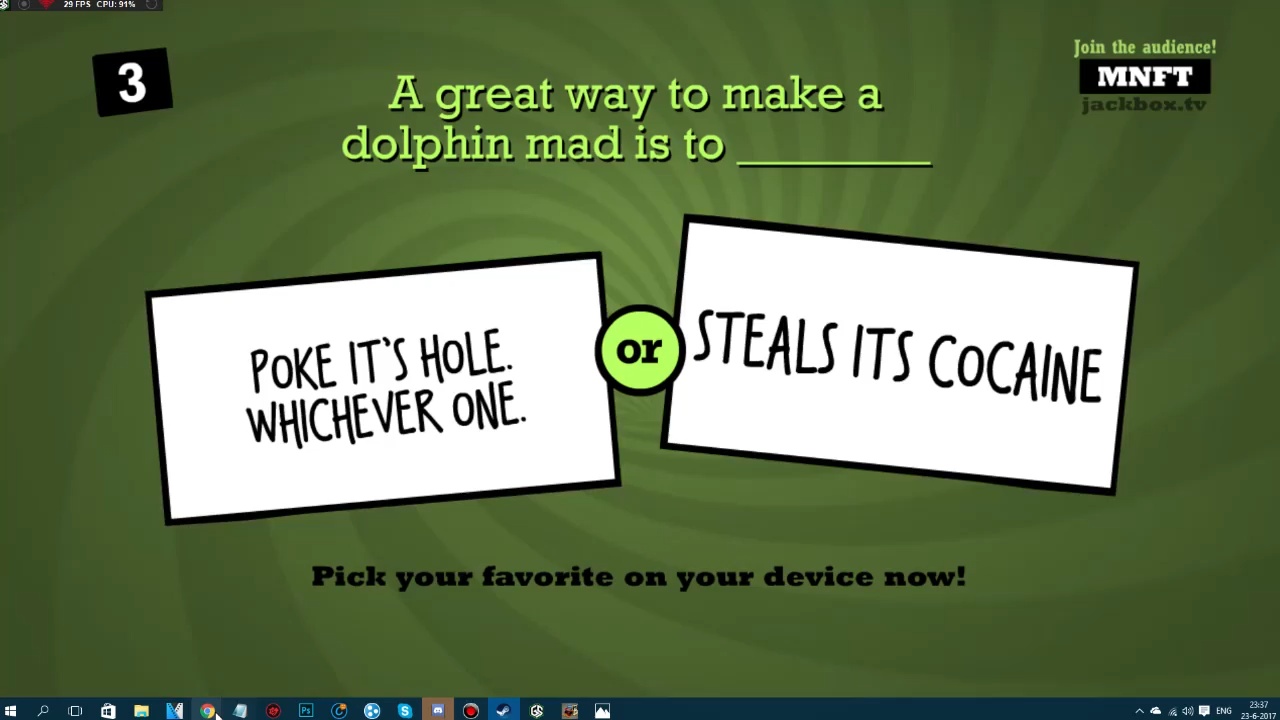 29 FPS CPU: 91%
3
Join the audience!
MNFT
jackbox.tv
A great way to make a
dolphin mad is to ________
POKE IT'S HOLE.
WHICHEVER ONE.
or
STEALS ITS COCAINE
Pick your favorite on your device now!
Ps
ENG
23:37
23-6-2017